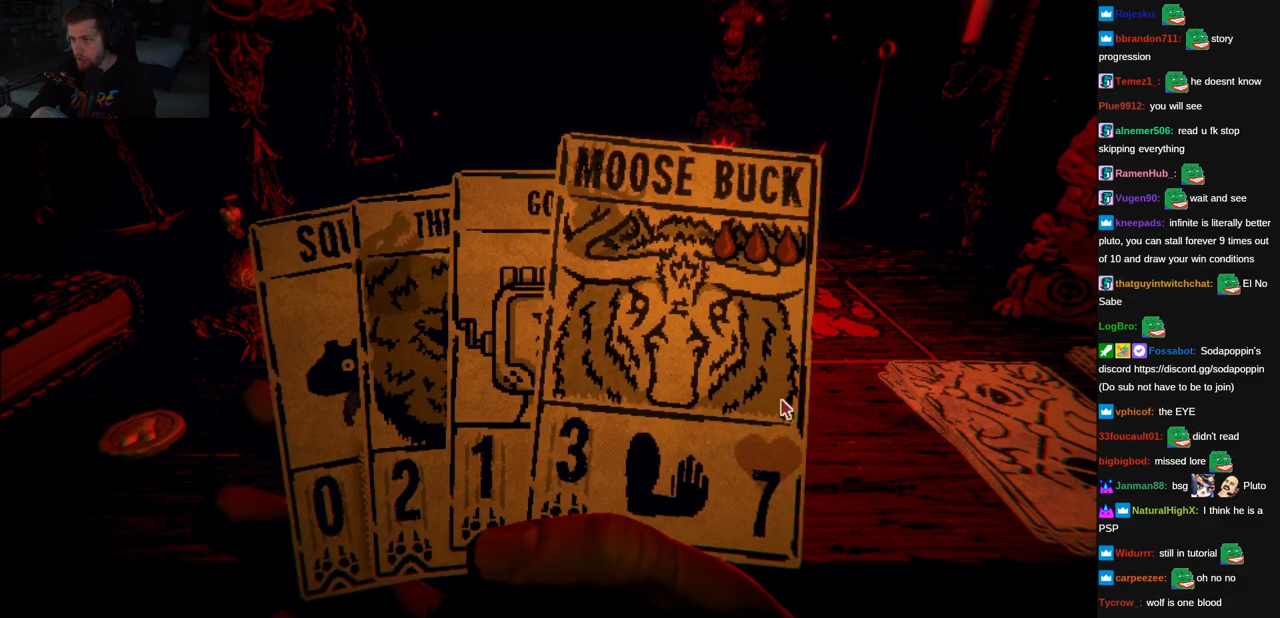 SQU
THE
GO
MOOSE BUCK
0
2
1
3
7
Rojesku:
bbrandon711: story
progression
Temez1_: he doesnt know
Plue9912: you will see
alnemer506: read u fk stop
skipping everything
RamenHub_:
Vugen90: wait and see
kneepads: infinite is literally better
pluto, you can stall forever 9 times out
of 10 and draw your win conditions
thatguyintwitchchat: El No
Sabe
LogBro:
Fossabot: Sodapoppin's
discord https://discord.gg/sodapoppin
(Do sub not have to be to join)
vphicof: the EYE
33foucault01: didn't read
bigbigbod: missed lore
Janman88: bsg Pluto
NaturalHighX: I think he is a
PSP
Widurrr: still in tutorial
carpeezee: oh no no
Tycrow_: wolf is one blood